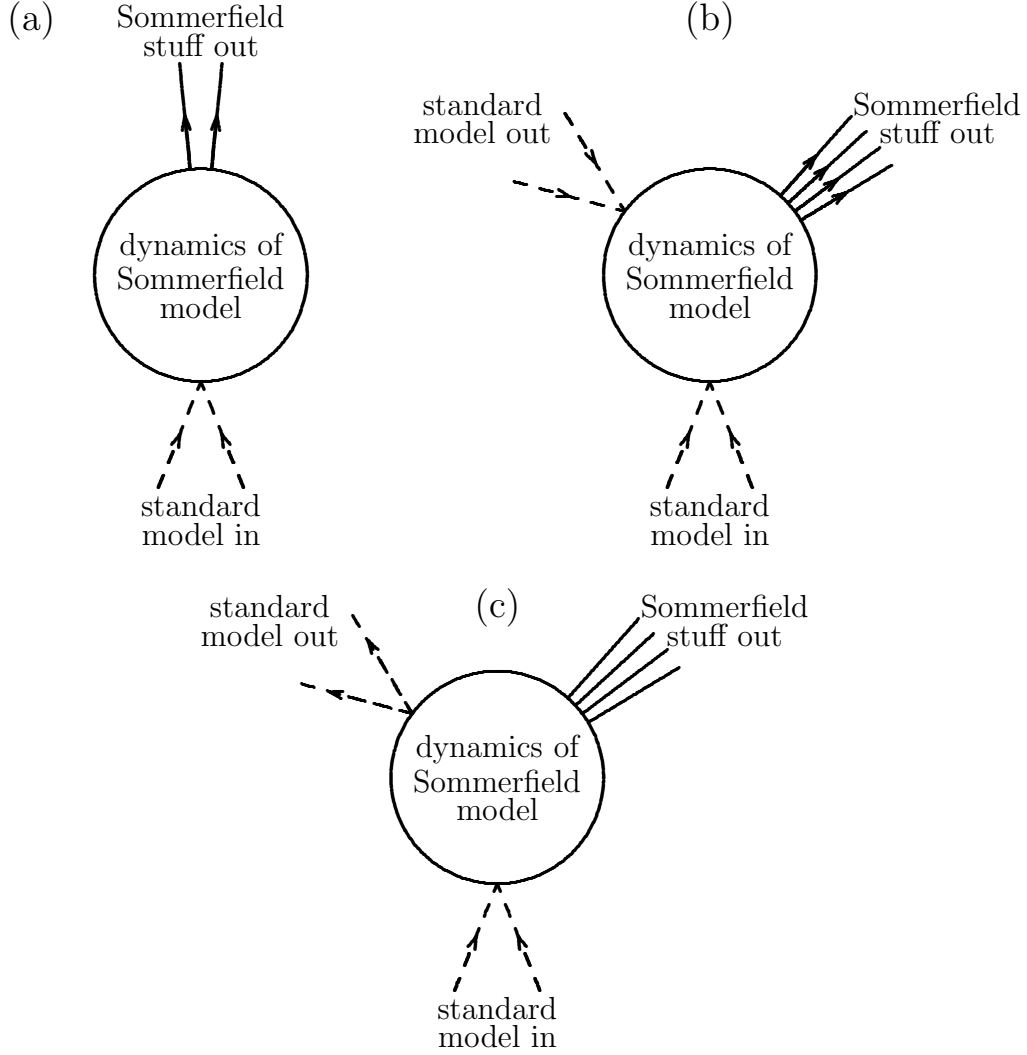 (a)
Sommerfield
stuff out
dynamics of
Sommerfield
model
standard
model in
(b)
standard
model out
Sommerfield
stuff out
dynamics of
Sommerfield
model
standard
model in
(c)
standard
model out
Sommerfield
stuff out
dynamics of
Sommerfield
model
standard
model in